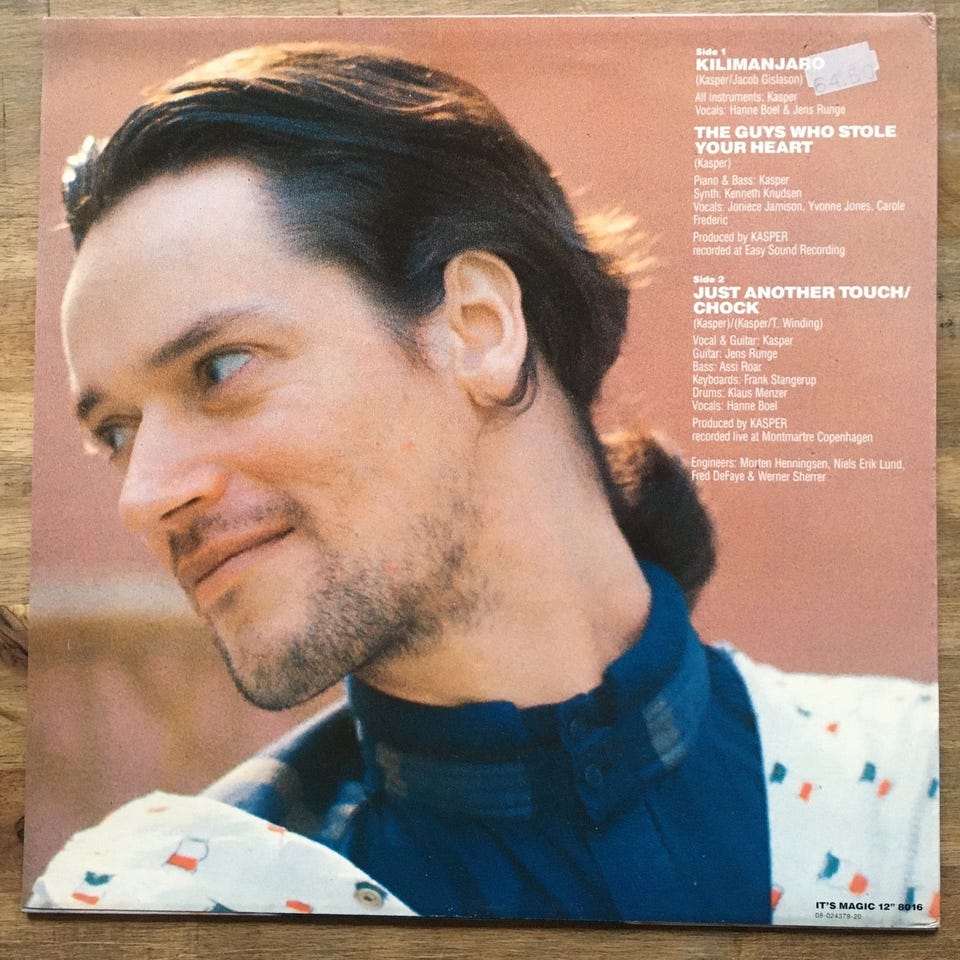 Side 1
KILIMANJARO
(Kasper/Jacob Gislason)
64.50
All instruments: Kasper
Vocals: Hanne Boel & Jens Runge
THE GUYS WHO STOLE
YOUR HEART
(Kasper)
Piano & Bass: Kasper
Synth: Kenneth Knudsen
Vocals: Joniece Jamison, Yvonne Jones, Carole
Frederic
Produced by KASPER
recorded at Easy Sound Recording
Side 2
JUST ANOTHER TOUCH/
CHOCK
(Kasper)/(Kasper/T. Winding)
Vocal & Guitar: Kasper
Guitar: Jens Runge
Bass: Assi Roar
Keyboards: Frank Stangerup
Drums: Klaus Menzer
Vocals: Hanne Boel
Produced by KASPER
recorded live at Montmartre Copenhagen
Engineers: Morten Henningsen, Niels Erik Lund,
Fred DeFaye & Werner Sherrer
IT'S MAGIC 12" 8016
08-024379-20